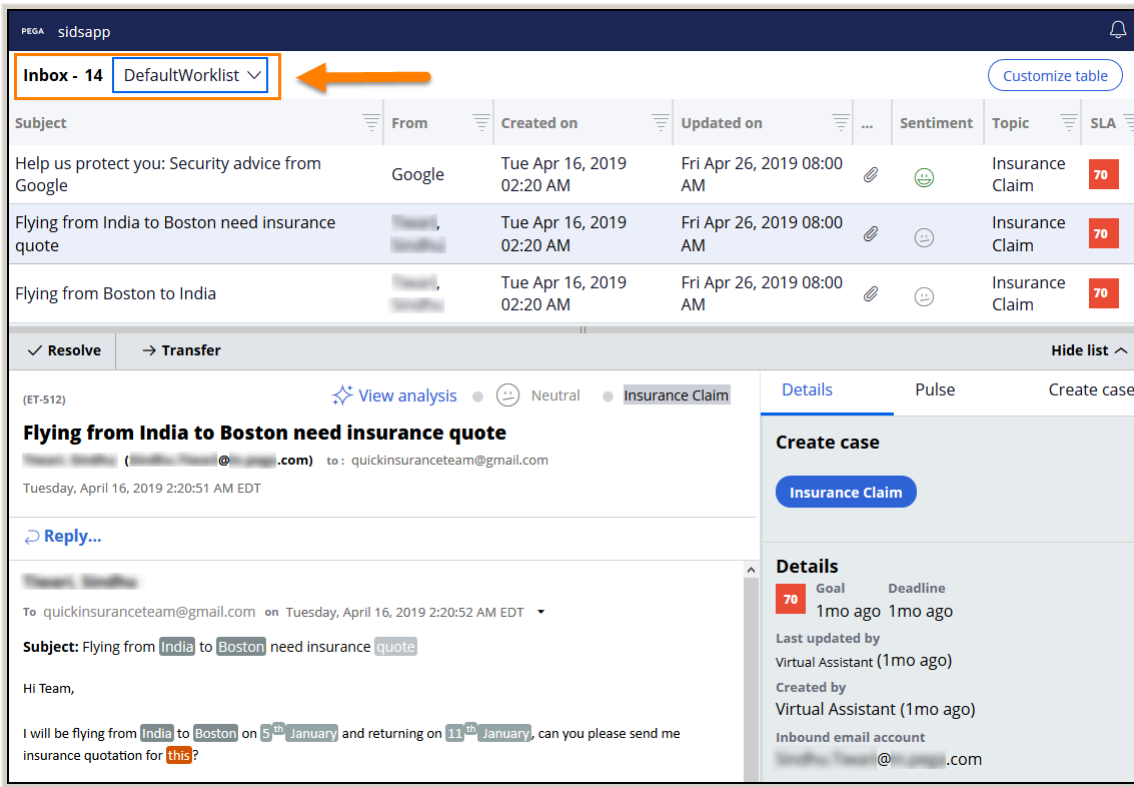 PEGA sidsapp
Inbox - 14 DefaultWorklist
Customize table
Subject From Created on Updated on ... Sentiment Topic SLA
Help us protect you: Security advice from Google Google Tue Apr 16, 2019 02:20 AM Fri Apr 26, 2019 08:00 AM Insurance Claim 70
Flying from India to Boston need insurance quote Tue Apr 16, 2019 02:20 AM Fri Apr 26, 2019 08:00 AM Insurance Claim 70
Flying from Boston to India Tue Apr 16, 2019 02:20 AM Fri Apr 26, 2019 08:00 AM Insurance Claim 70
Resolve Transfer Hide list
(ET-512) View analysis Neutral Insurance Claim
Flying from India to Boston need insurance quote
( @ .com) to: quickinsuranceteam@gmail.com
Tuesday, April 16, 2019 2:20:51 AM EDT
Reply...
To quickinsuranceteam@gmail.com on Tuesday, April 16, 2019 2:20:52 AM EDT
Subject: Flying from India to Boston need insurance quote
Hi Team,
I will be flying from India to Boston on 5th January and returning on 11th January, can you please send me
insurance quotation for this?
Details Pulse Create case
Create case
Insurance Claim
Details
70 Goal Deadline
1mo ago 1mo ago
Last updated by
Virtual Assistant (1mo ago)
Created by
Virtual Assistant (1mo ago)
Inbound email account
@ .com